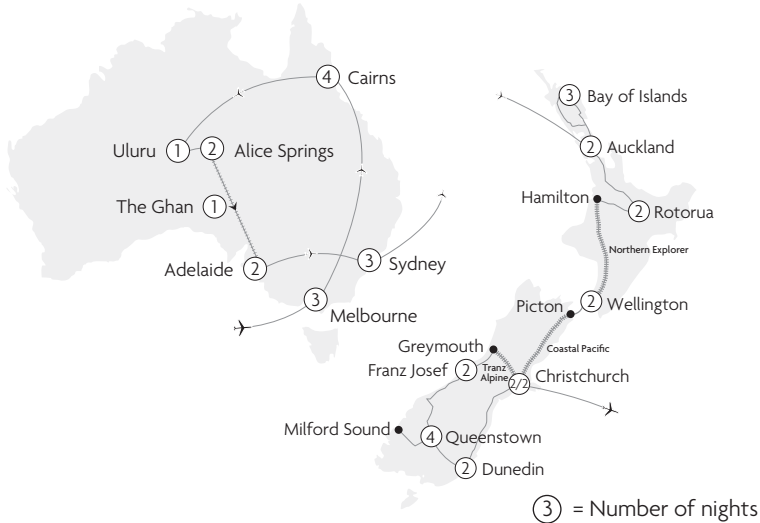 4 Cairns
3 Bay of Islands
Uluru 1 2 Alice Springs
2 Auckland
The Ghan 1
Hamilton
2 Rotorua
Northern Explorer
Adelaide 2
3 Sydney
3 Melbourne
Picton
2 Wellington
Greymouth
Coastal Pacific
Franz Josef 2
Tranz
Alpine
2/2 Christchurch
Milford Sound
4 Queenstown
2 Dunedin
3 = Number of nights